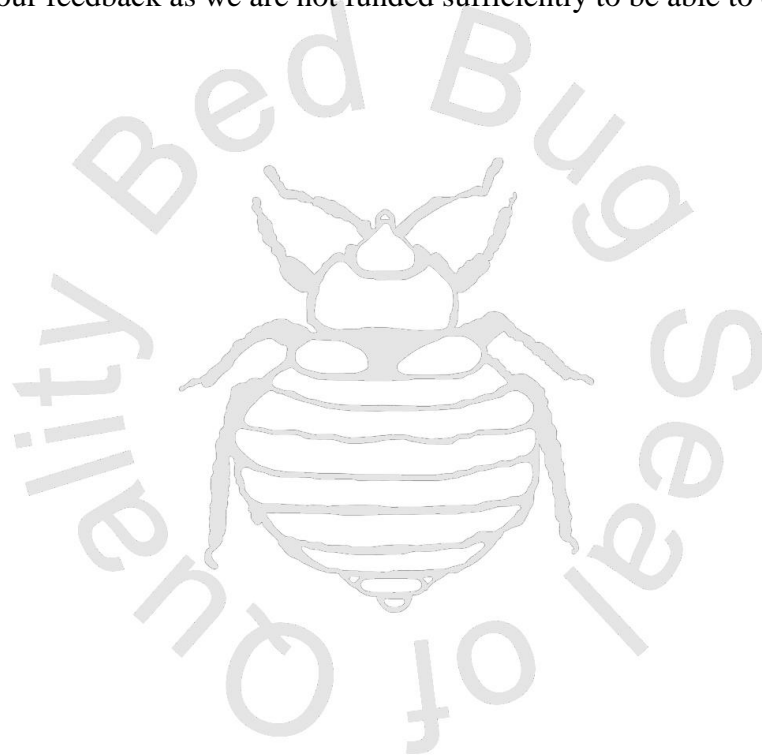 our feedback as we are not funded sufficiently to be able to
Bed Bug Seal of Quality